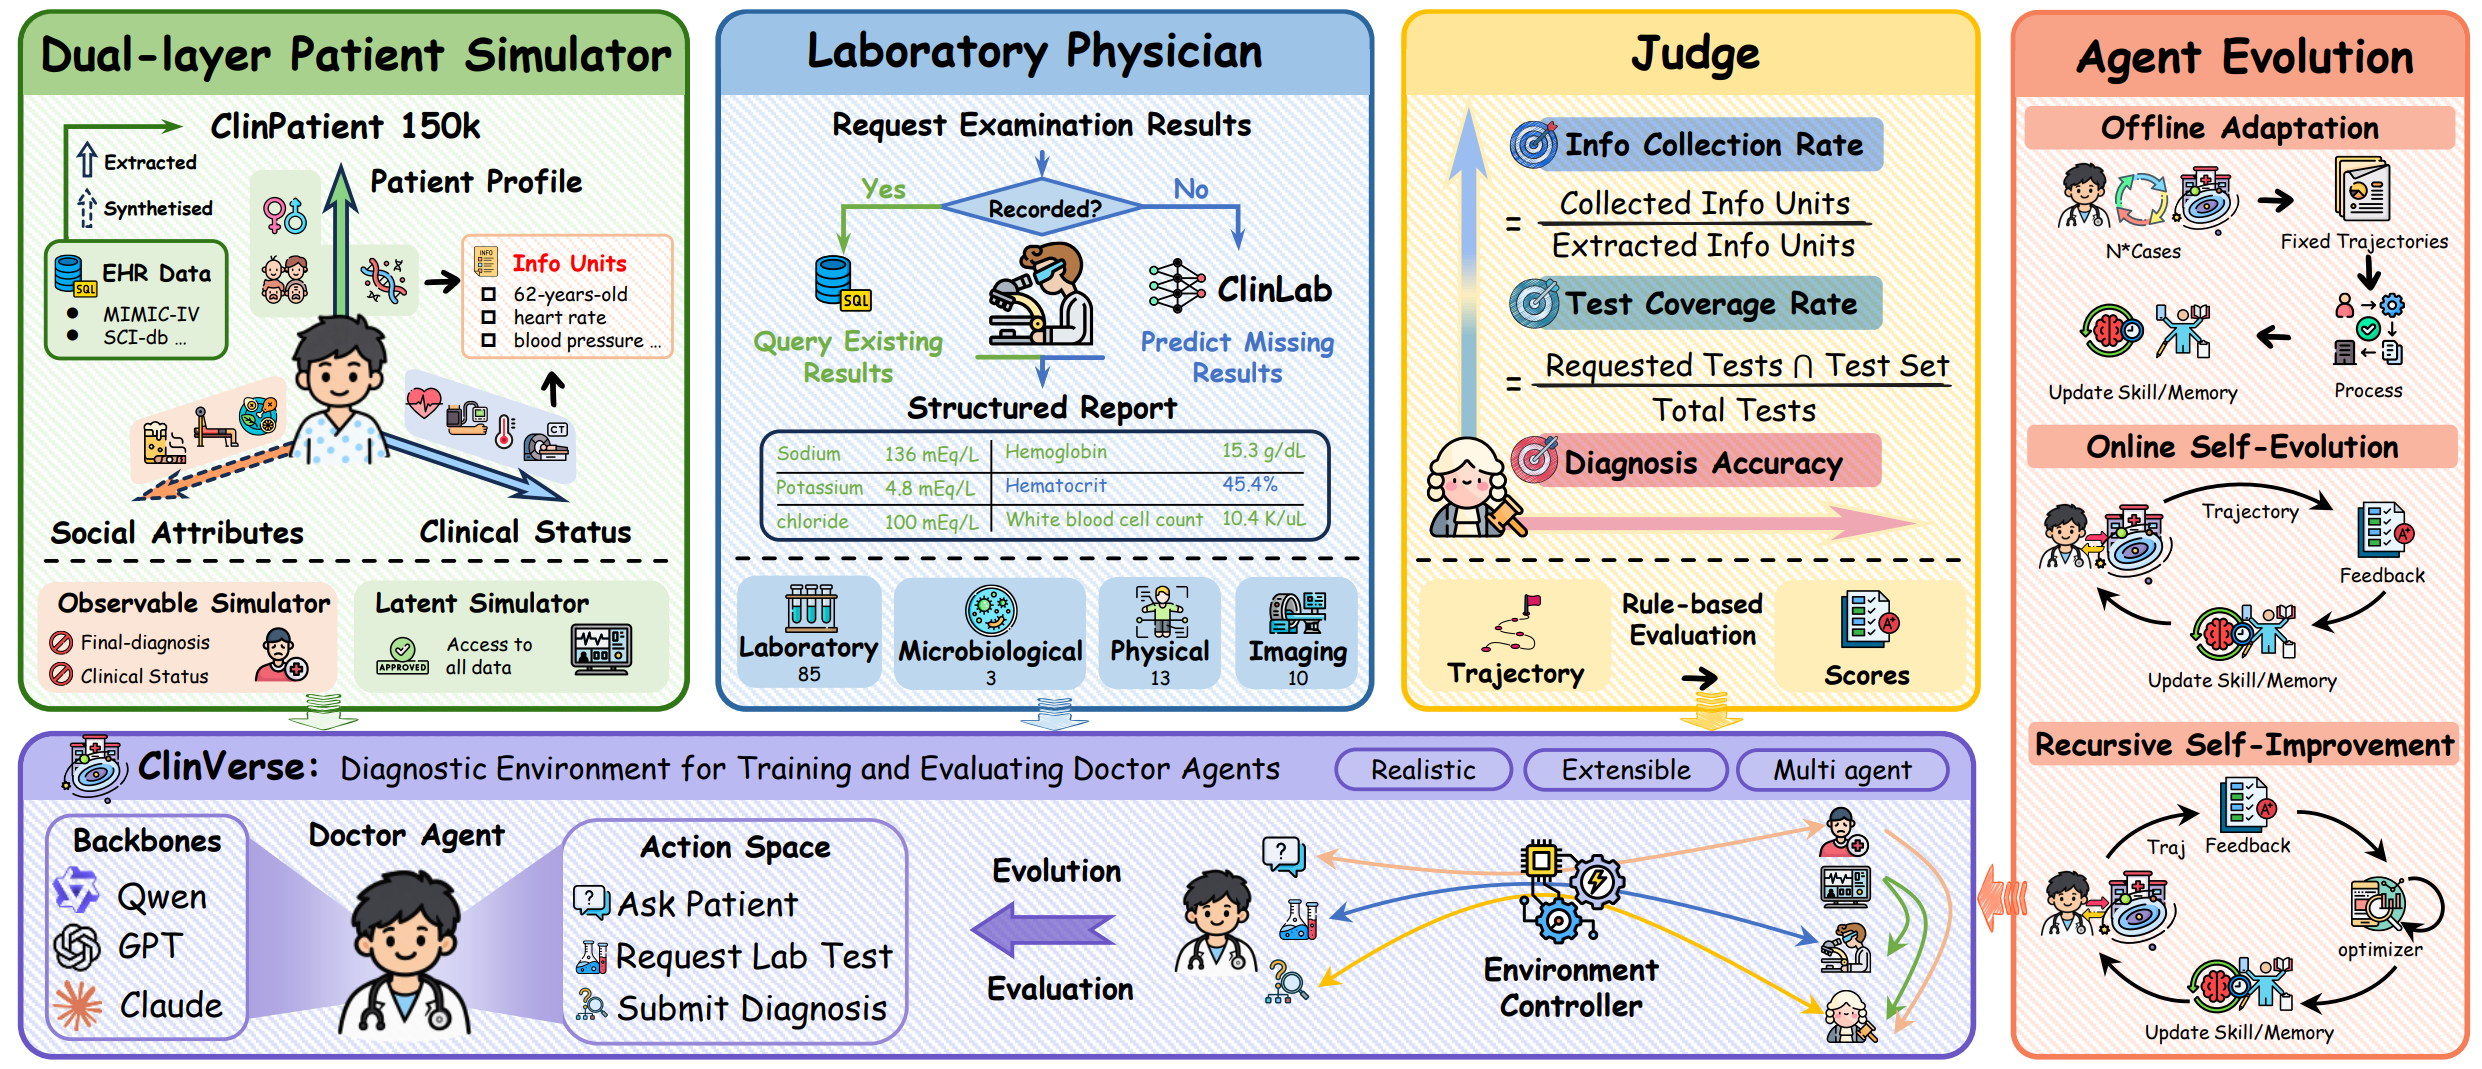 Dual-layer Patient Simulator
ClinPatient 150k
Extracted
Synthetised
Patient Profile
EHR Data
SQL
MIMIC-IV
SCI-db ...
INFO
Info Units
62-years-old
heart rate
blood pressure ...
CT
Social Attributes
Clinical Status
Observable Simulator
Final-diagnosis
Clinical Status
Latent Simulator
APPROVED
Access to
all data
Laboratory Physician
Request Examination Results
Yes
Recorded?
No
SQL
ClinLab
Query Existing
Results
Predict Missing
Results
Structured Report
Sodium 136 mEq/L Hemoglobin 15.3 g/dL
Potassium 4.8 mEq/L Hematocrit 45.4%
chloride 100 mEq/L White blood cell count 10.4 K/uL
Laboratory
85
Microbiological
3
Physical
13
Imaging
10
Judge
Info Collection Rate
= Collected Info Units
Extracted Info Units
Test Coverage Rate
= Requested Tests ∩ Test Set
Total Tests
Diagnosis Accuracy
Trajectory
Rule-based
Evaluation
A+
Scores
Agent Evolution
Offline Adaptation
N*Cases
Fixed Trajectories
Update Skill/Memory
Process
Online Self-Evolution
Trajectory
A+
Feedback
Update Skill/Memory
Recursive Self-Improvement
Traj
A+
Feedback
optimizer
Update Skill/Memory
ClinVerse: Diagnostic Environment for Training and Evaluating Doctor Agents
Realistic
Extensible
Multi agent
Backbones
Qwen
GPT
Claude
Doctor Agent
Action Space
? Ask Patient
Request Lab Test
? Submit Diagnosis
Evolution
Evaluation
?
?
Environment
Controller